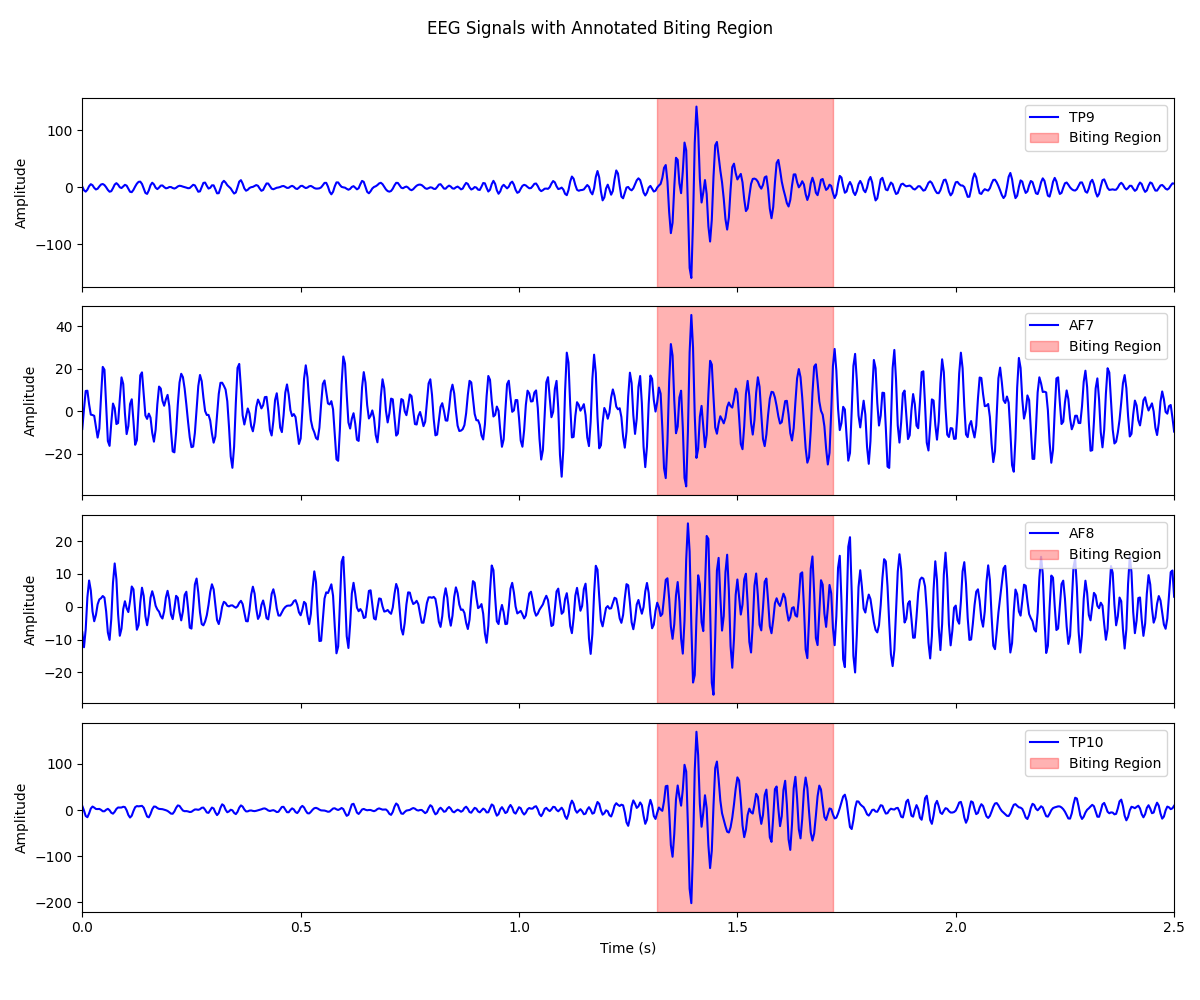 EEG Signals with Annotated Biting Region
Amplitude
100
0
−100
TP9
Biting Region
Amplitude
40
20
0
−20
AF7
Biting Region
Amplitude
20
10
0
−10
−20
AF8
Biting Region
Amplitude
100
0
−100
−200
TP10
Biting Region
0.0 0.5 1.0 1.5 2.0 2.5
Time (s)